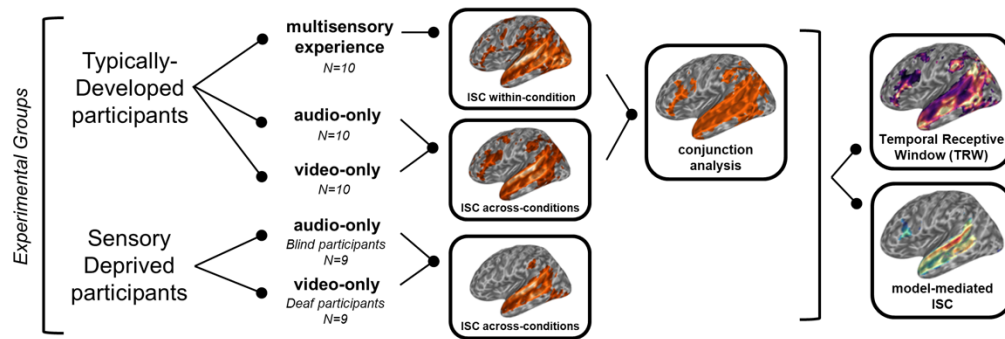 Experimental Groups
Typically-
Developed
participants
Sensory
Deprived
participants
multisensory
experience
N=10
audio-only
N=10
video-only
N=10
audio-only
Blind participants
N=9
video-only
Deaf participants
N=9
ISC within-condition
ISC across-conditions
ISC across-conditions
conjunction
analysis
Temporal Receptive
Window (TRW)
model-mediated
ISC